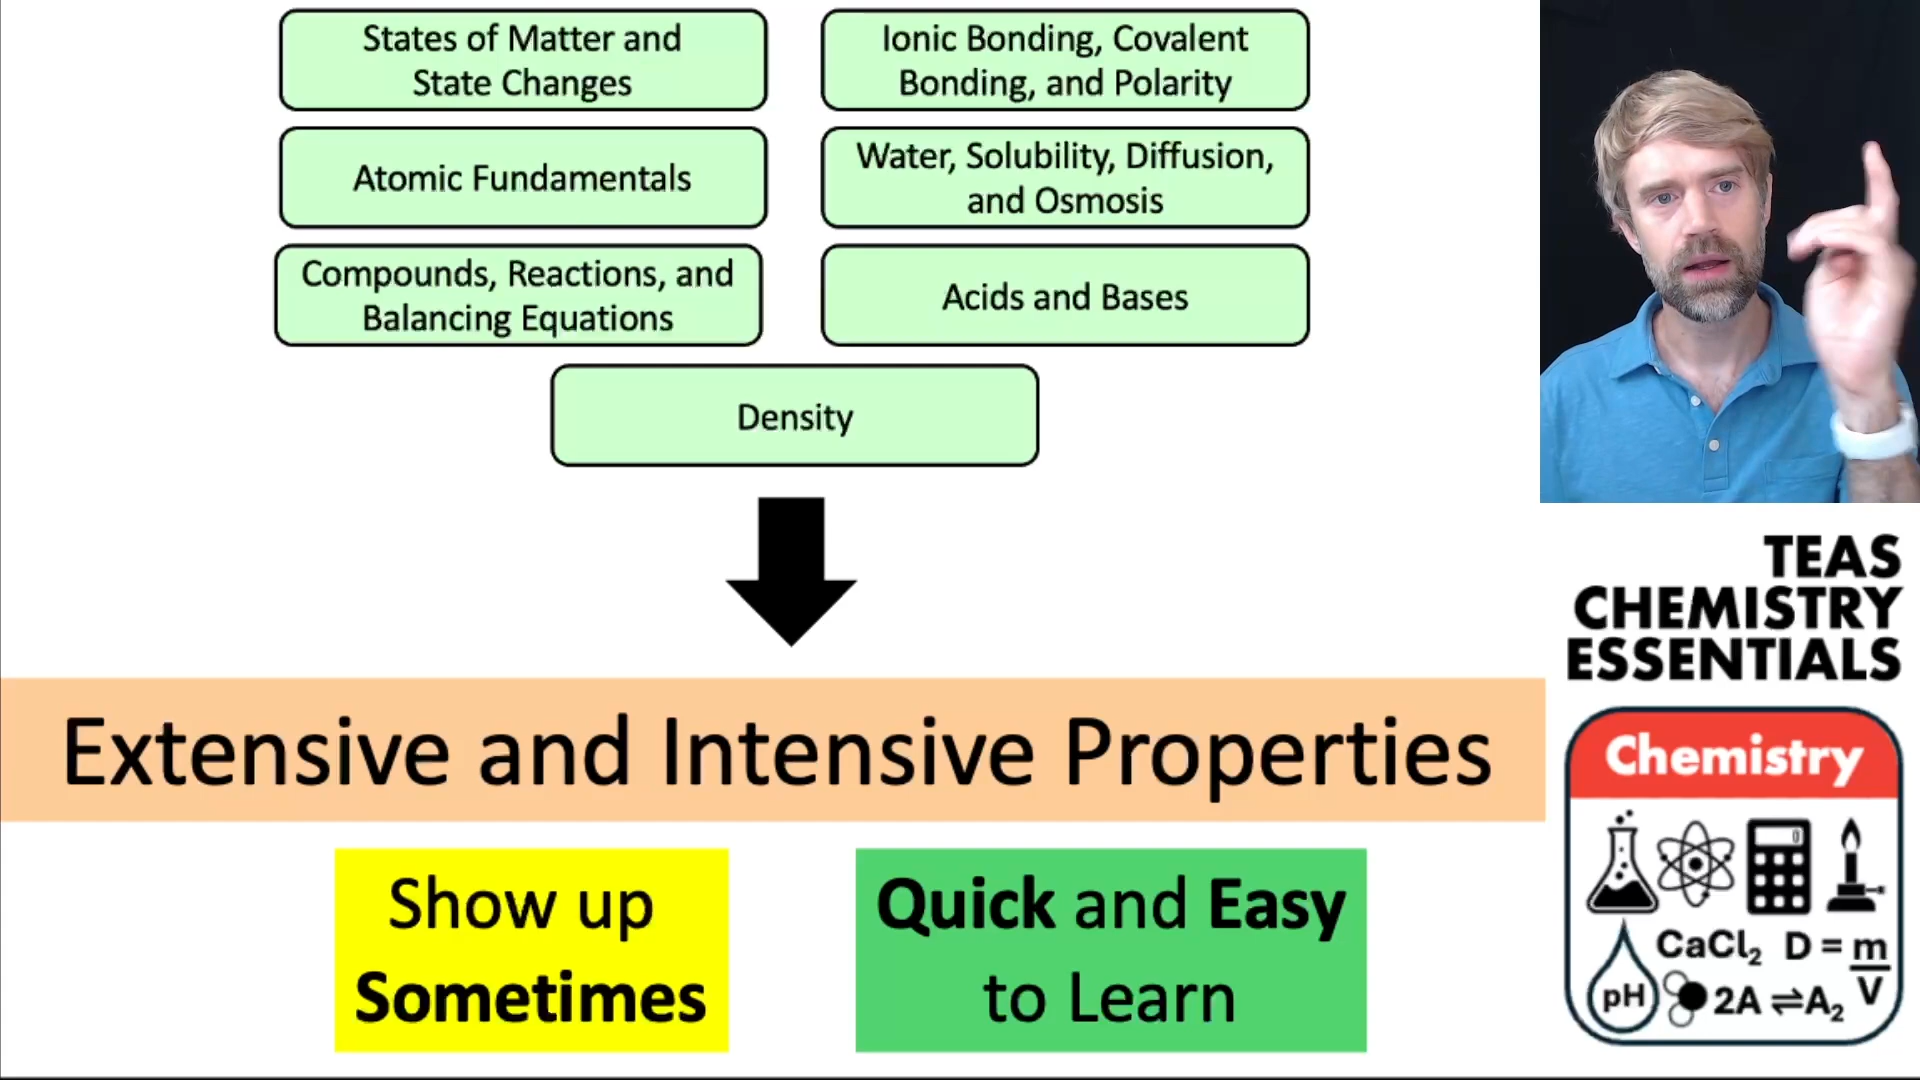 States of Matter and
State Changes
Ionic Bonding, Covalent
Bonding, and Polarity
Atomic Fundamentals
Water, Solubility, Diffusion,
and Osmosis
Compounds, Reactions, and
Balancing Equations
Acids and Bases
Density
Extensive and Intensive Properties
Show up
Sometimes
Quick and Easy
to Learn
TEAS
CHEMISTRY
ESSENTIALS
Chemistry
0
CaCl₂ D = m/V
pH 2A ⇌ A₂